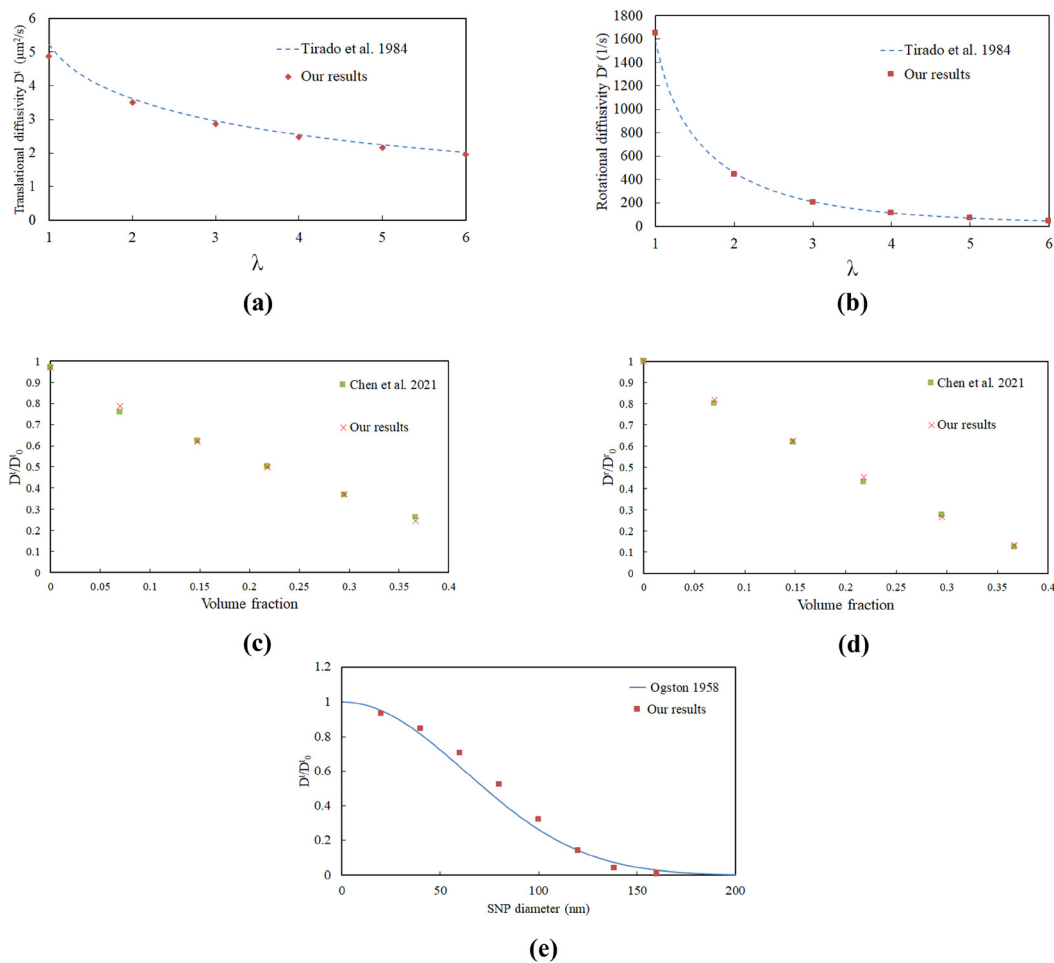 Translational diffusivity Dᵗ (μm²/s)
6
5
4
3
2
1
0
Tirado et al. 1984
Our results
1 2 3 4 5 6
λ
(a)
Rotational diffusivity Dʳ (1/s)
1800
1600
1400
1200
1000
800
600
400
200
0
Tirado et al. 1984
Our results
1 2 3 4 5 6
λ
(b)
Dᵗ/Dᵗ₀
1
0.9
0.8
0.7
0.6
0.5
0.4
0.3
0.2
0.1
0
Chen et al. 2021
Our results
0 0.05 0.1 0.15 0.2 0.25 0.3 0.35 0.4
Volume fraction
(c)
Dʳ/Dʳ₀
1
0.9
0.8
0.7
0.6
0.5
0.4
0.3
0.2
0.1
0
Chen et al. 2021
Our results
0 0.05 0.1 0.15 0.2 0.25 0.3 0.35 0.4
Volume fraction
(d)
Dᵗ/Dᵗ₀
1.2
1
0.8
0.6
0.4
0.2
0
Ogston 1958
Our results
0 50 100 150 200
SNP diameter (nm)
(e)